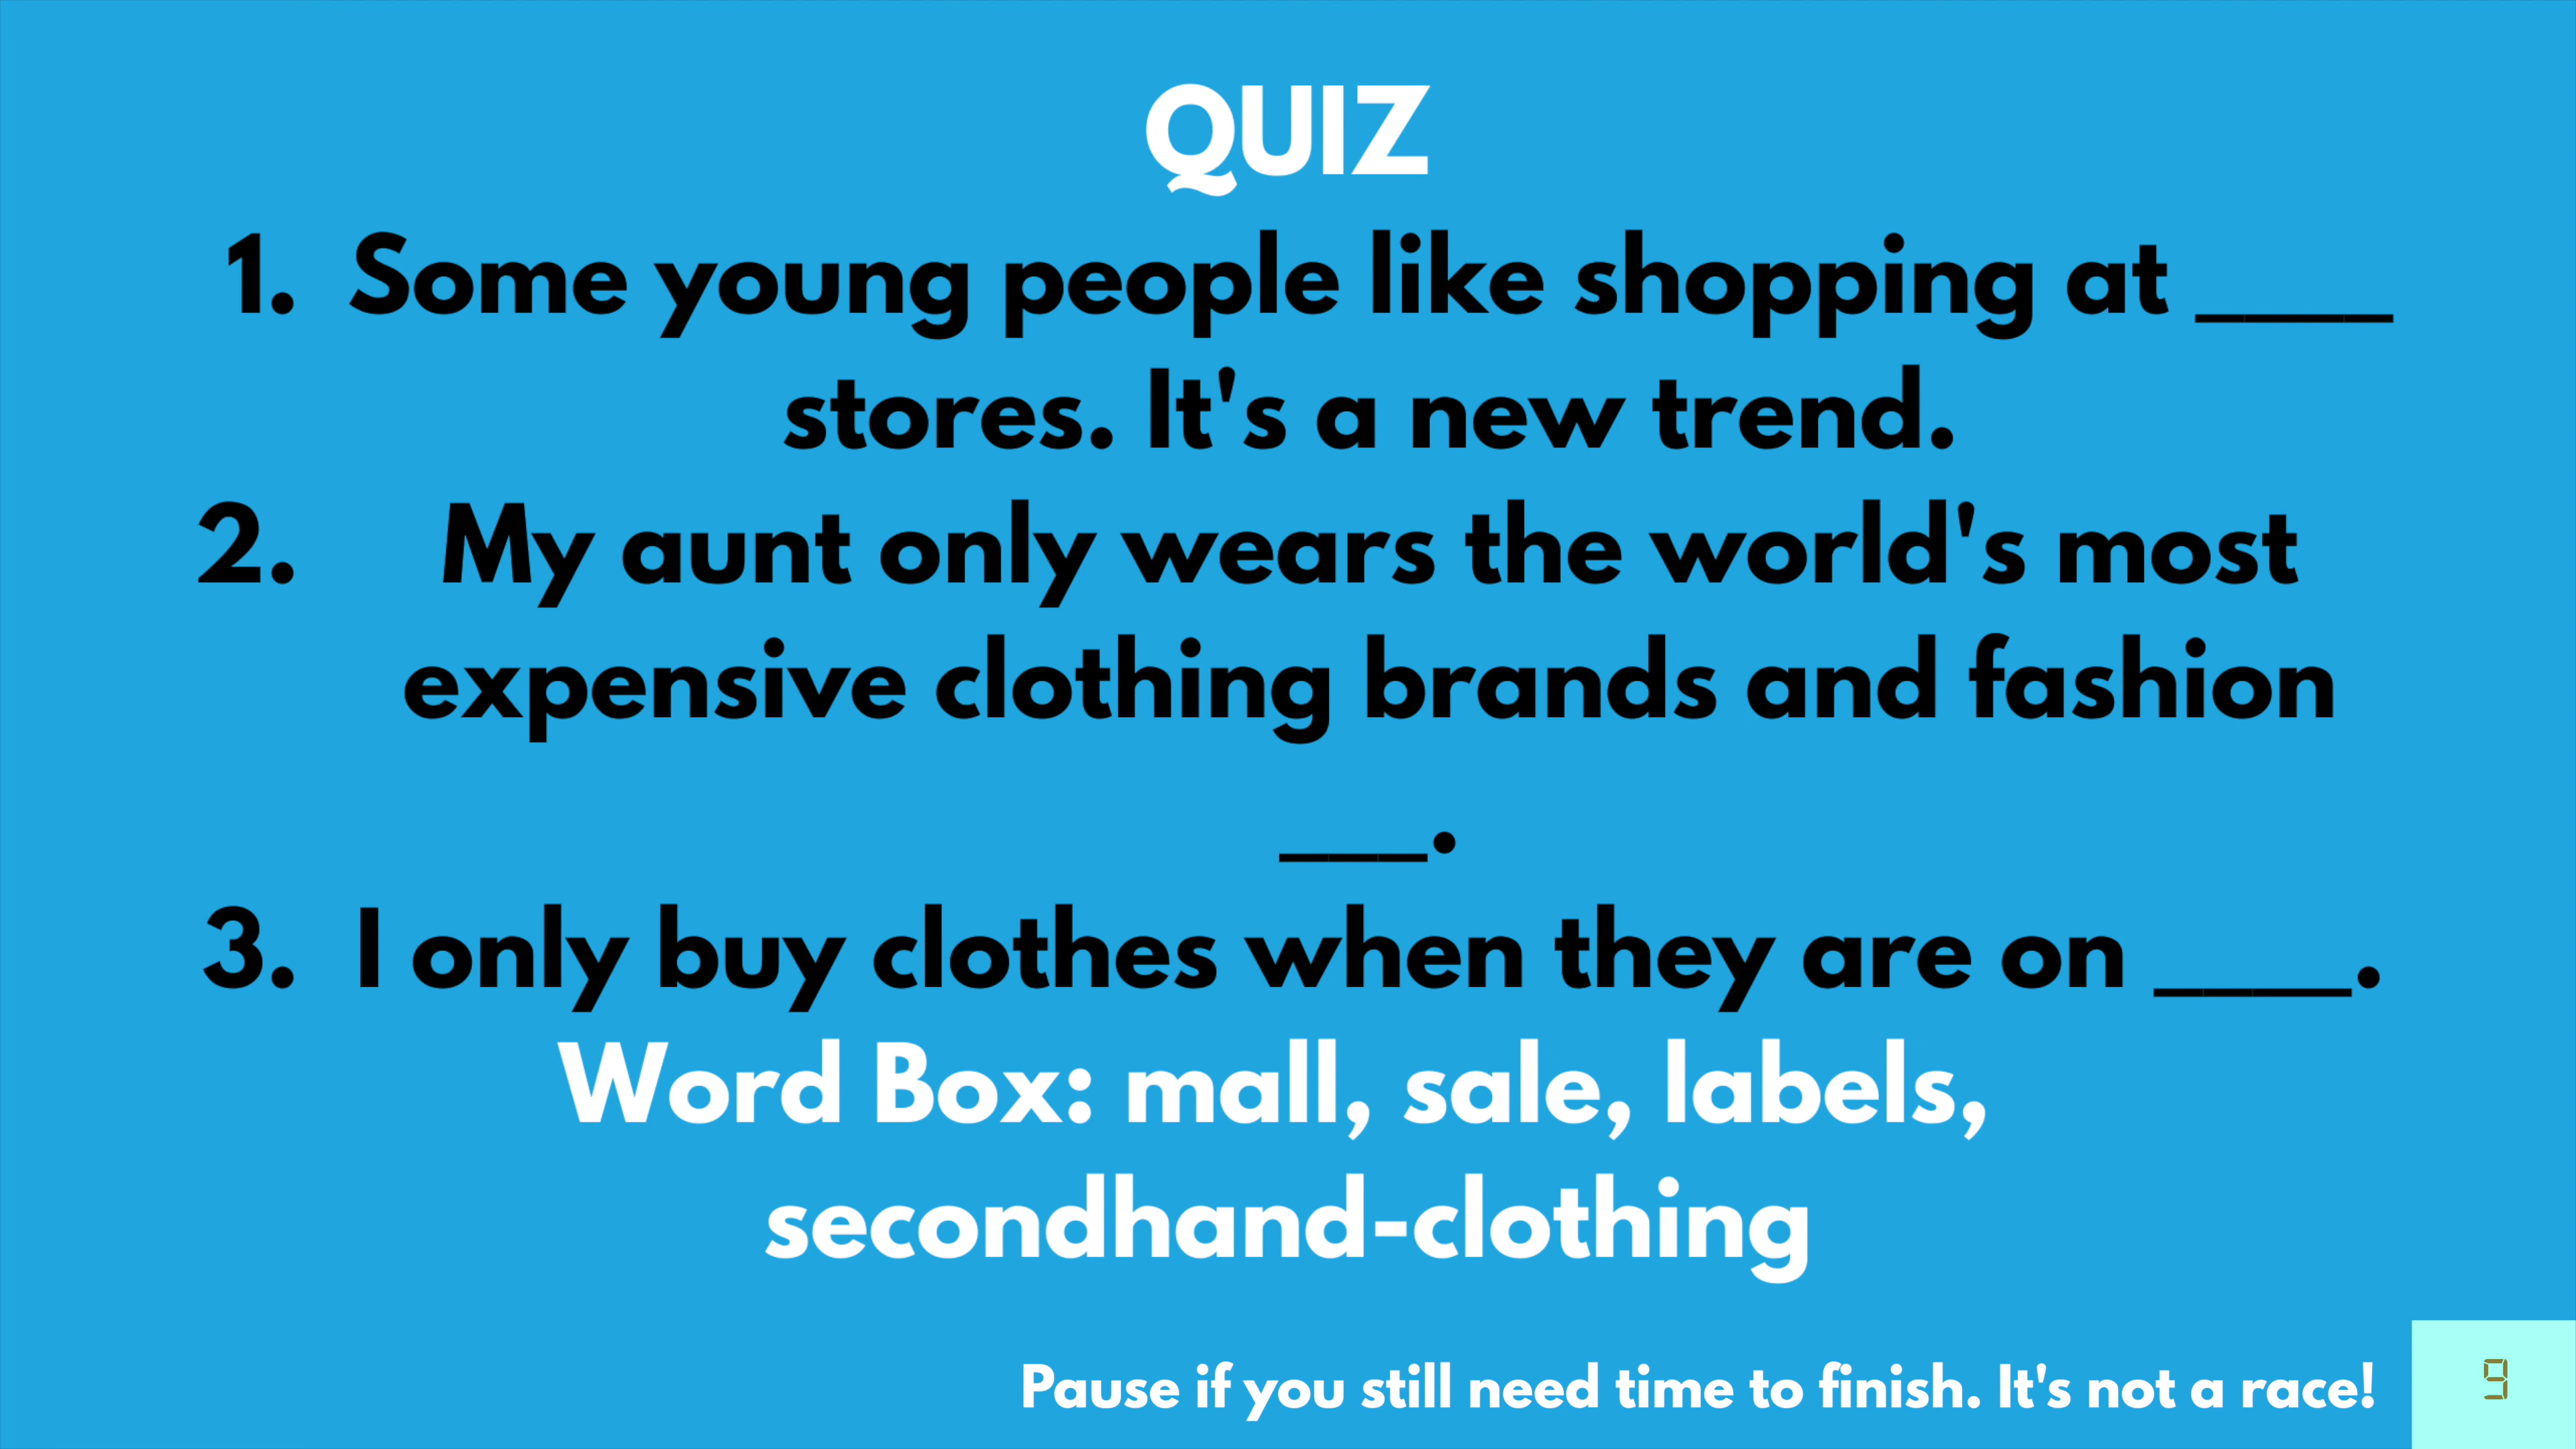 QUIZ
1. Some young people like shopping at ____
stores. It's a new trend.
2. My aunt only wears the world's most
expensive clothing brands and fashion
___.
3. I only buy clothes when they are on ____.
Word Box: mall, sale, labels,
secondhand-clothing
Pause if you still need time to finish. It's not a race!
9